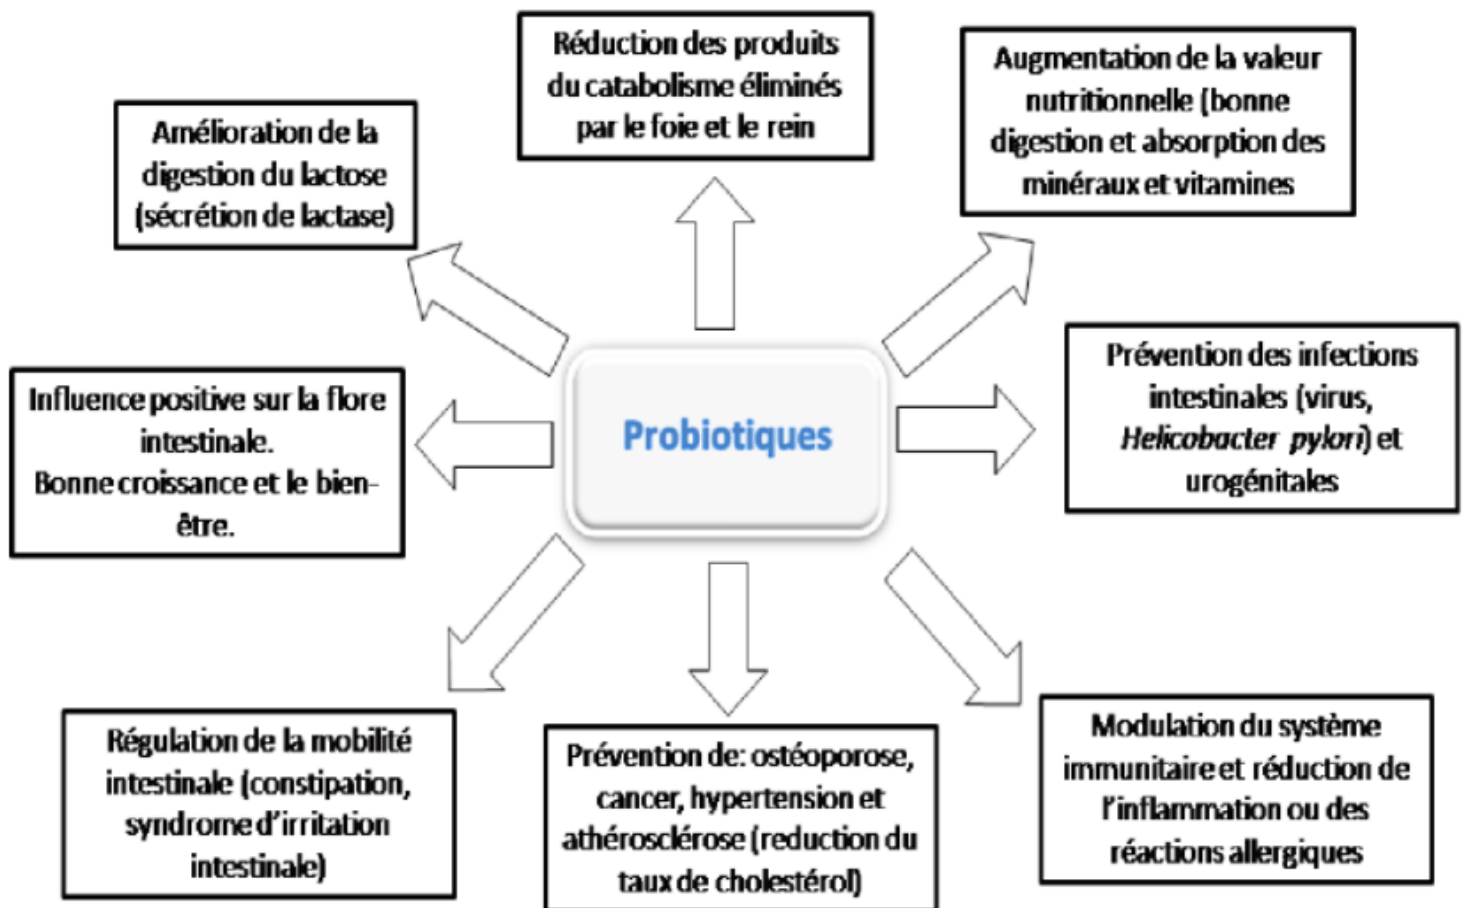 Réduction des produits
du catabolisme éliminés
par le foie et le rein
Augmentation de la valeur
nutritionnelle (bonne
digestion et absorption des
minéraux et vitamines
Amélioration de la
digestion du lactose
(sécrétion de lactase)
Prévention des infections
intestinales (virus,
Helicobacter pylori) et
urogénitales
Influence positive sur la flore
intestinale.
Bonne croissance et le bien-
être.
Probiotiques
Régulation de la mobilité
intestinale (constipation,
syndrome d'irritation
intestinale)
Prévention de: ostéoporose,
cancer, hypertension et
athérosclérose (reduction du
taux de cholestérol)
Modulation du système
immunitaire et réduction de
l'inflammation ou des
réactions allergiques